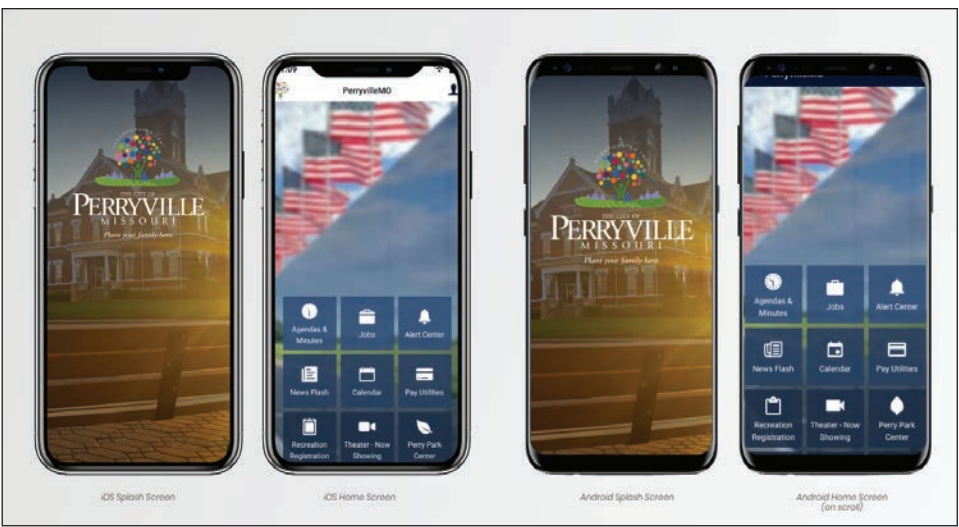 THE CITY OF
PERRYVILLE
MISSOURI
Plant your family here
iOS Splash Screen
PerryvilleMO
Agendas &
Minutes
Jobs
Alert Center
News Flash
Calendar
Pay Utilities
Recreation
Registration
Theater - Now
Showing
Perry Park
Center
iOS Home Screen
THE CITY OF
PERRYVILLE
MISSOURI
Plant your family here
Android Splash Screen
PerryvilleMO
Agendas &
Minutes
Jobs
Alert Center
News Flash
Calendar
Pay Utilities
Recreation
Registration
Theater - Now
Showing
Perry Park
Center
Android Home Screen
(on scroll)